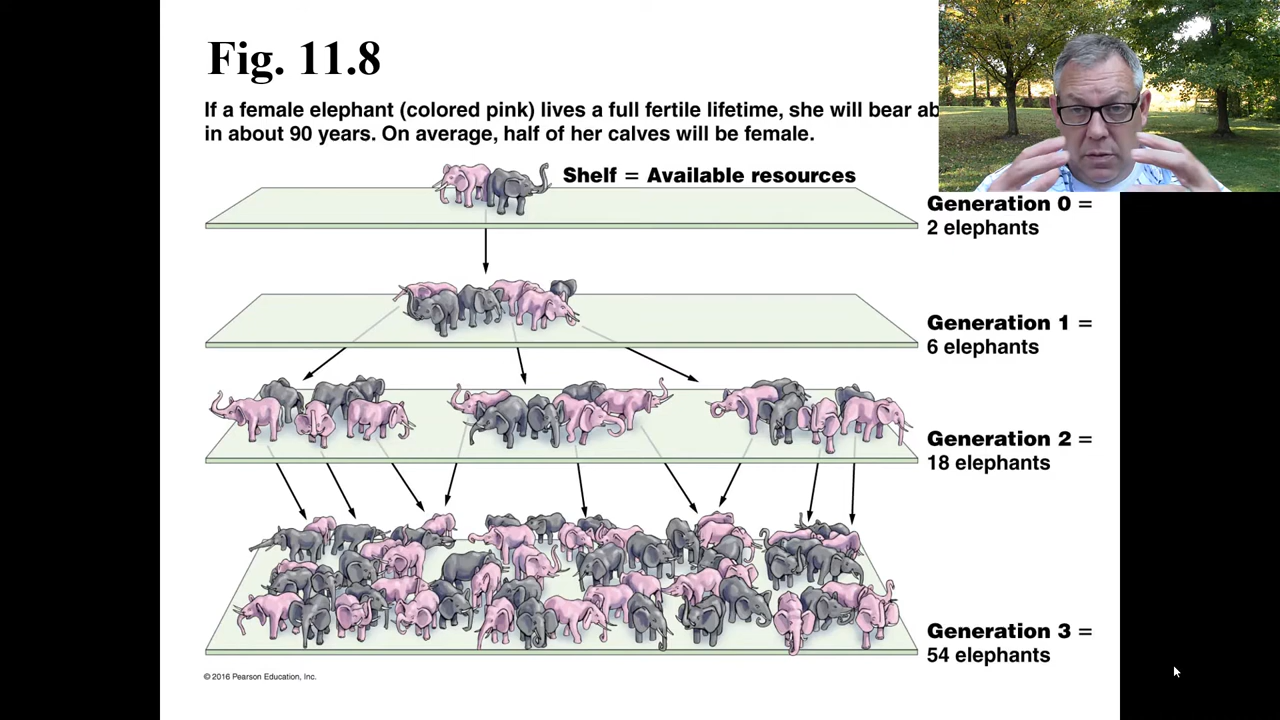 Fig. 11.8
If a female elephant (colored pink) lives a full fertile lifetime, she will bear
in about 90 years. On average, half of her calves will be female.
Shelf = Available resources
Generation 0 =
2 elephants
Generation 1 =
6 elephants
Generation 2 =
18 elephants
Generation 3 =
54 elephants
© 2016 Pearson Education, Inc.